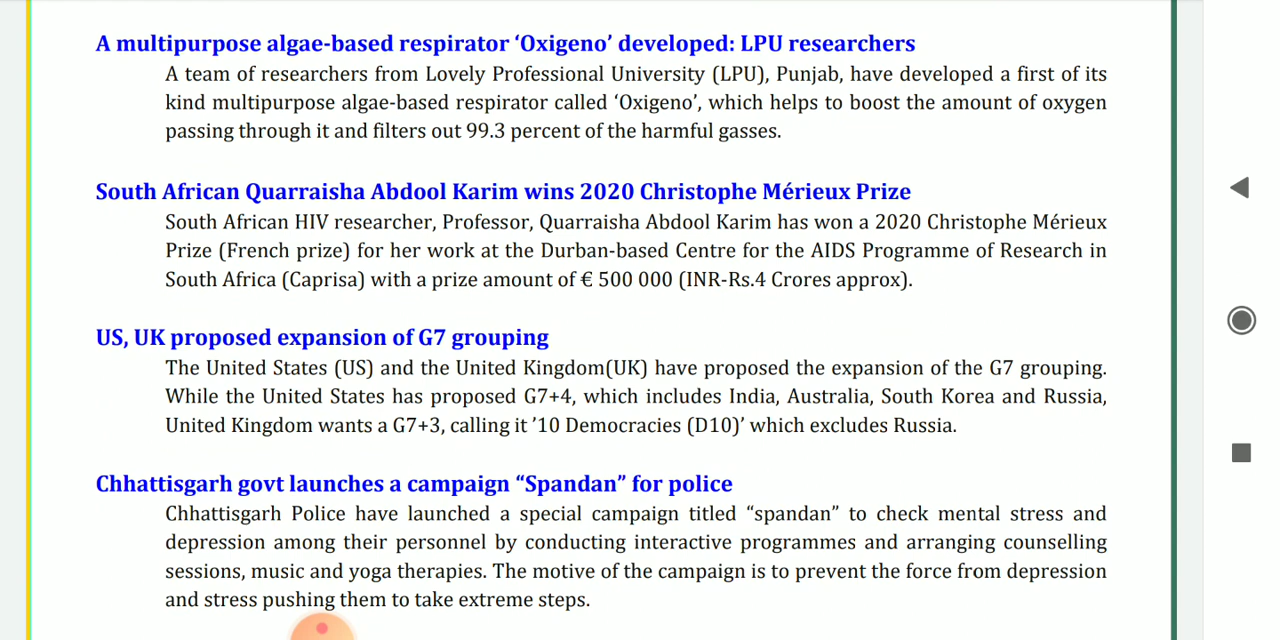 A multipurpose algae-based respirator ‘Oxigeno’ developed: LPU researchers
A team of researchers from Lovely Professional University (LPU), Punjab, have developed a first of its
kind multipurpose algae-based respirator called ‘Oxigeno’, which helps to boost the amount of oxygen
passing through it and filters out 99.3 percent of the harmful gasses.
South African Quarraisha Abdool Karim wins 2020 Christophe Mérieux Prize
South African HIV researcher, Professor, Quarraisha Abdool Karim has won a 2020 Christophe Mérieux
Prize (French prize) for her work at the Durban-based Centre for the AIDS Programme of Research in
South Africa (Caprisa) with a prize amount of € 500 000 (INR-Rs.4 Crores approx).
US, UK proposed expansion of G7 grouping
The United States (US) and the United Kingdom(UK) have proposed the expansion of the G7 grouping.
While the United States has proposed G7+4, which includes India, Australia, South Korea and Russia,
United Kingdom wants a G7+3, calling it ’10 Democracies (D10)’ which excludes Russia.
Chhattisgarh govt launches a campaign “Spandan” for police
Chhattisgarh Police have launched a special campaign titled “spandan” to check mental stress and
depression among their personnel by conducting interactive programmes and arranging counselling
sessions, music and yoga therapies. The motive of the campaign is to prevent the force from depression
and stress pushing them to take extreme steps.